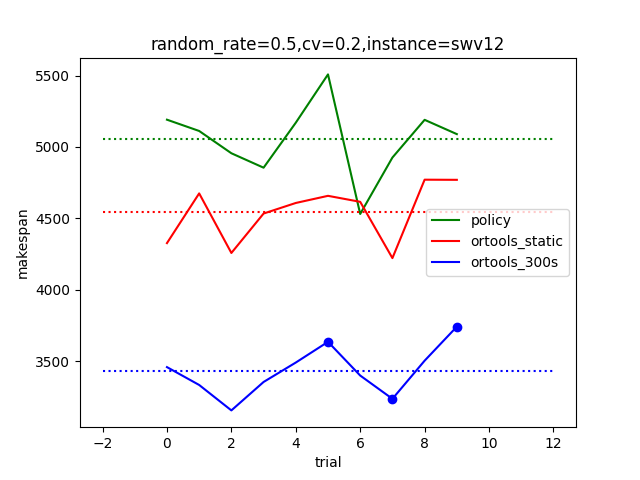 random_rate=0.5,cv=0.2,instance=swv12
5500
5000
4500
4000
3500
makespan
policy
ortools_static
ortools_300s
−2 0 2 4 6 8 10 12
trial